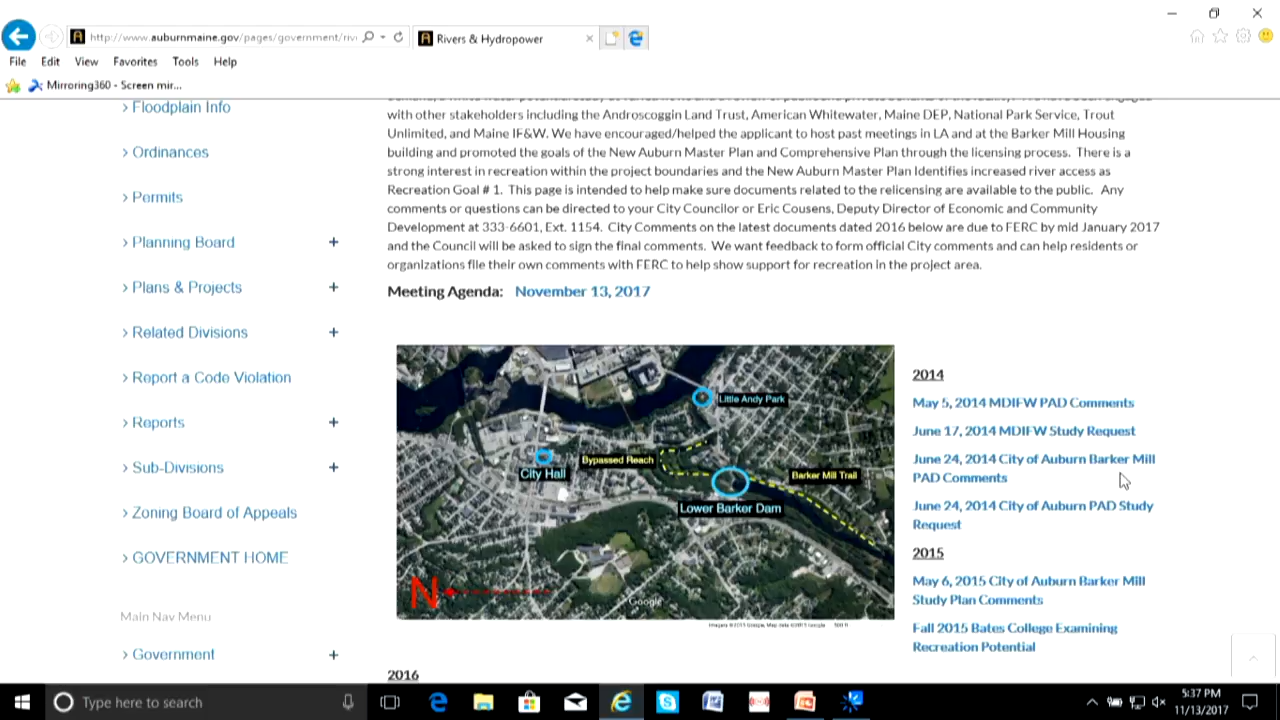 http://www.auburnmaine.gov/pages/government/riv
Rivers & Hydropower
File Edit View Favorites Tools Help
Mirroring360 - Screen mir...
> Floodplain Info
> Ordinances
> Permits
> Planning Board +
> Plans & Projects +
> Related Divisions +
> Report a Code Violation
> Reports +
> Sub-Divisions +
> Zoning Board of Appeals
> GOVERNMENT HOME
Main Nav Menu
> Government +
with other stakeholders including the Androscoggin Land Trust, American Whitewater, Maine DEP, National Park Service, Trout
Unlimited, and Maine IF&W. We have encouraged/helped the applicant to host past meetings in LA and at the Barker Mill Housing
building and promoted the goals of the New Auburn Master Plan and Comprehensive Plan through the licensing process. There is a
strong interest in recreation within the project boundaries and the New Auburn Master Plan Identifies increased river access as
Recreation Goal # 1. This page is intended to help make sure documents related to the relicensing are available to the public. Any
comments or questions can be directed to your City Councilor or Eric Cousens, Deputy Director of Economic and Community
Development at 333-6601, Ext. 1154. City Comments on the latest documents dated 2016 below are due to FERC by mid January 2017
and the Council will be asked to sign the final comments. We want feedback to form official City comments and can help residents or
organizations file their own comments with FERC to help show support for recreation in the project area.
Meeting Agenda: November 13, 2017
Little Andy Park
Bypassed Reach
City Hall
Barker Mill Trail
Lower Barker Dam
N
Google
2014
May 5, 2014 MDIFW PAD Comments
June 17, 2014 MDIFW Study Request
June 24, 2014 City of Auburn Barker Mill
PAD Comments
June 24, 2014 City of Auburn PAD Study
Request
2015
May 6, 2015 City of Auburn Barker Mill
Study Plan Comments
Fall 2015 Bates College Examining
Recreation Potential
2016
Type here to search
5:37 PM
11/13/2017